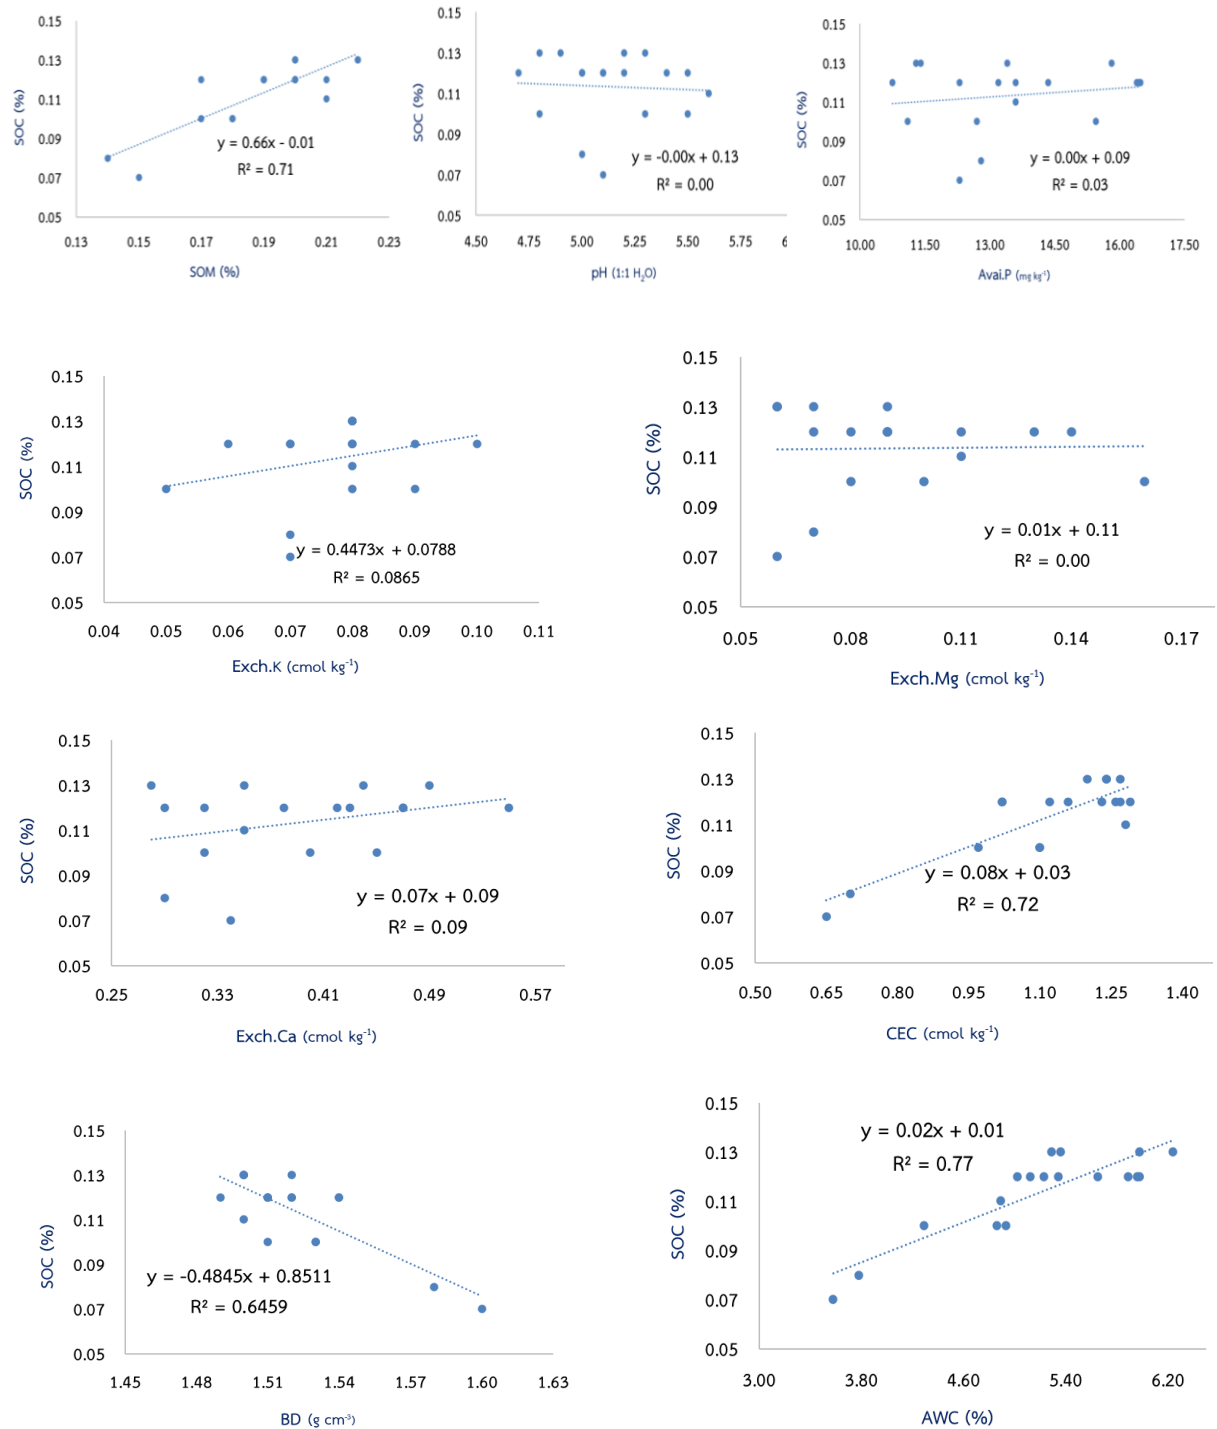 0.15
0.13
0.11
0.09
0.07
0.05
SOC (%)
y = 0.66x - 0.01
R² = 0.71
0.13 0.15 0.17 0.19 0.20 0.21 0.23
SOM (%)
0.15
0.13
0.11
0.09
0.07
0.05
SOC (%)
y = -0.00x + 0.13
R² = 0.00
4.50 4.75 5.00 5.25 5.50 5.75 6
pH (1:1 H₂O)
0.15
0.13
0.11
0.09
0.07
0.05
SOC (%)
y = 0.00x + 0.09
R² = 0.03
10.00 11.50 13.00 14.50 16.00 17.50
Avai.P (mg kg⁻¹)
0.15
0.13
0.11
0.09
0.07
0.05
SOC (%)
y = 0.4473x + 0.0788
R² = 0.0865
0.04 0.05 0.06 0.07 0.08 0.09 0.10 0.11
Exch.K (cmol kg⁻¹)
0.15
0.13
0.11
0.09
0.07
0.05
SOC (%)
y = 0.01x + 0.11
R² = 0.00
0.05 0.08 0.11 0.14 0.17
Exch.Mg (cmol kg⁻¹)
0.15
0.13
0.11
0.09
0.07
0.05
SOC (%)
y = 0.07x + 0.09
R² = 0.09
0.25 0.33 0.41 0.49 0.57
Exch.Ca (cmol kg⁻¹)
0.15
0.13
0.11
0.09
0.07
0.05
SOC (%)
y = 0.08x + 0.03
R² = 0.72
0.50 0.65 0.80 0.95 1.10 1.25 1.40
CEC (cmol kg⁻¹)
0.15
0.13
0.11
0.09
0.07
0.05
SOC (%)
y = -0.4845x + 0.8511
R² = 0.6459
1.45 1.48 1.51 1.54 1.57 1.60 1.63
BD (g cm⁻³)
0.15
0.13
0.11
0.09
0.07
0.05
SOC (%)
y = 0.02x + 0.01
R² = 0.77
3.00 3.80 4.60 5.40 6.20
AWC (%)